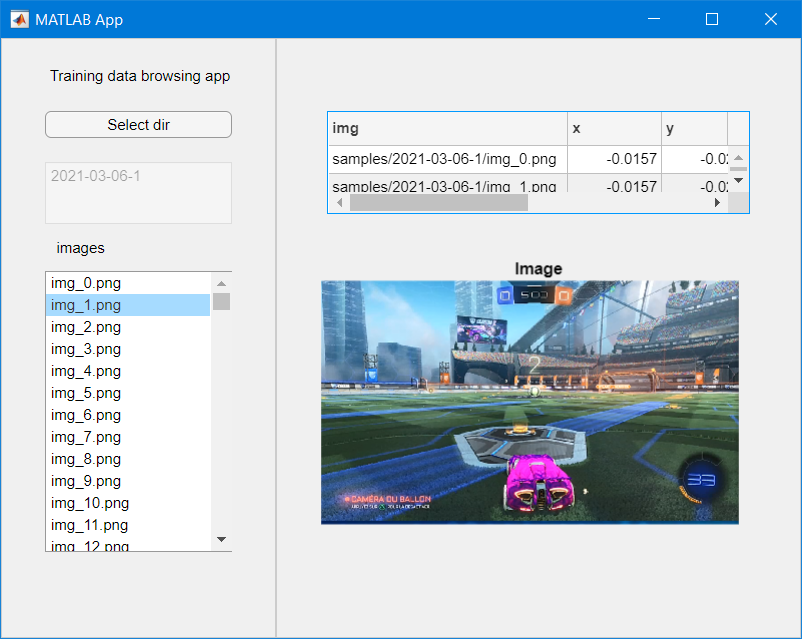 MATLAB App
Training data browsing app
Select dir
2021-03-06-1
images
img_0.png
img_1.png
img_2.png
img_3.png
img_4.png
img_5.png
img_6.png
img_7.png
img_8.png
img_9.png
img_10.png
img_11.png
img_12.png
img x y
samples/2021-03-06-1/img_0.png -0.0157 -0.02
samples/2021-03-06-1/img_1.png -0.0157 -0.02
Image
0 5:00 0
2
33
CAMÉRA DU BALLON